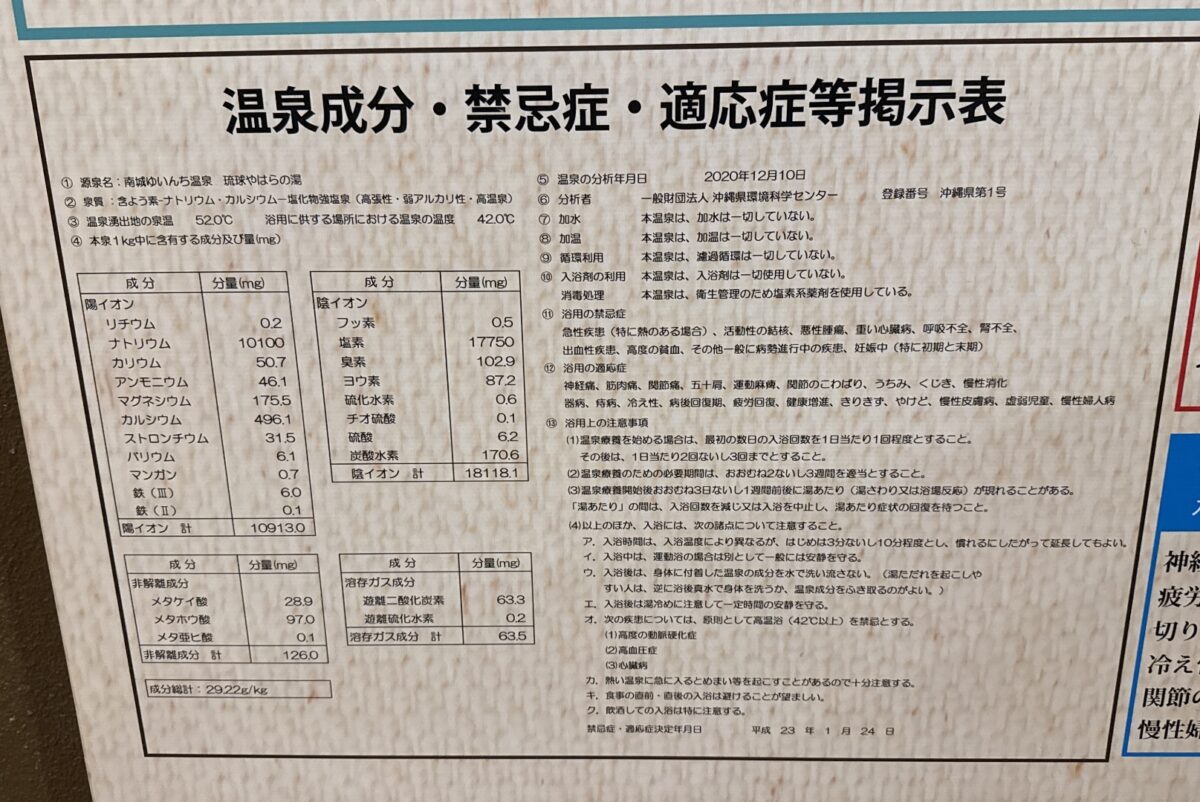 温泉成分・禁忌症・適応症等掲示表
① 源泉名：南城ゆいんち温泉 琉球やはらの湯
② 泉質：含よう素-ナトリウム・カルシウム−塩化物強塩泉（高張性・弱アルカリ性・高温泉）
③ 温泉湧出地の泉温 52.0℃ 浴用に供する場所における温泉の温度 42.0℃
④ 本泉1kg中に含有する成分及び量(mg)
成分 分量(mg)
陽イオン
リチウム 0.2
ナトリウム 10100
カリウム 50.7
アンモニウム 46.1
マグネシウム 175.5
カルシウム 496.1
ストロンチウム 31.5
バリウム 6.1
マンガン 0.7
鉄（Ⅲ） 6.0
鉄（Ⅱ） 0.1
陽イオン 計 10913.0
成分 分量(mg)
陰イオン
フッ素 0.5
塩素 17750
臭素 102.9
ヨウ素 87.2
硫化水素 0.6
チオ硫酸 0.1
硫酸 6.2
炭酸水素 170.6
陰イオン 計 18118.1
成分 分量(mg)
非解離成分
メタケイ酸 28.9
メタホウ酸 97.0
メタ亜ヒ酸 0.1
非解離成分 計 126.0
成分 分量(mg)
溶存ガス成分
遊離二酸化炭素 63.3
遊離硫化水素 0.2
溶存ガス成分 計 63.5
成分総計：29.22g/kg
⑤ 温泉の分析年月日 2020年12月10日
⑥ 分析者 一般財団法人 沖縄県環境科学センター 登録番号 沖縄県第1号
⑦ 加水 本温泉は、加水は一切していない。
⑧ 加温 本温泉は、加温は一切していない。
⑨ 循環利用 本温泉は、濾過循環は一切していない。
⑩ 入浴剤の利用 本温泉は、入浴剤は一切使用していない。
消毒処理 本温泉は、衛生管理のため塩素系薬剤を使用している。
⑪ 浴用の禁忌症
急性疾患（特に熱のある場合）、活動性の結核、悪性腫瘍、重い心臓病、呼吸不全、腎不全、
出血性疾患、高度の貧血、その他一般に病勢進行中の疾患、妊娠中（特に初期と末期）
⑫ 浴用の適応症
神経痛、筋肉痛、関節痛、五十肩、運動麻痺、関節のこわばり、うちみ、くじき、慢性消化
器病、痔病、冷え性、病後回復期、疲労回復、健康増進、きりきず、やけど、慢性皮膚病、虚弱児童、慢性婦人病
⑬ 浴用上の注意事項
(1)温泉療養を始める場合は、最初の数日の入浴回数を1日当たり1回程度とすること。
その後は、1日当たり2回ないし3回までとすること。
(2)温泉療養のための必要期間は、おおむね2ないし3週間を適当とすること。
(3)温泉療養開始後おおむね3日ないし1週間前後に湯あたり（湯さわり又は浴場反応）が現れることがある。
「湯あたり」の間は、入浴回数を減じ又は入浴を中止し、湯あたり症状の回復を待つこと。
(4)以上のほか、入浴には、次の諸点について注意すること。
ア．入浴時間は、入浴温度により異なるが、はじめは3分ないし10分程度とし、慣れるにしたがって延長してもよい。
イ．入浴中は、運動浴の場合は別として一般には安静を守る。
ウ．入浴後は、身体に付着した温泉の成分を水で洗い流さない。（湯ただれを起こしや
すい人は、逆に浴後真水で身体を洗うか、温泉成分をふき取るのがよい。）
エ．入浴後は湯冷めに注意して一定時間の安静を守る。
オ．次の疾患については、原則として高温浴（42℃以上）を禁忌とする。
(1)高度の動脈硬化症
(2)高血圧症
(3)心臓病
カ．熱い温泉に急に入るとめまい等を起こすことがあるので十分注意する。
キ．食事の直前・直後の入浴は避けることが望ましい。
ク．飲酒しての入浴は特に注意する。
禁忌症・適応症決定年月日 平成 23 年 1 月 24 日
神経
疲労
切り
冷え
関節の
慢性婦